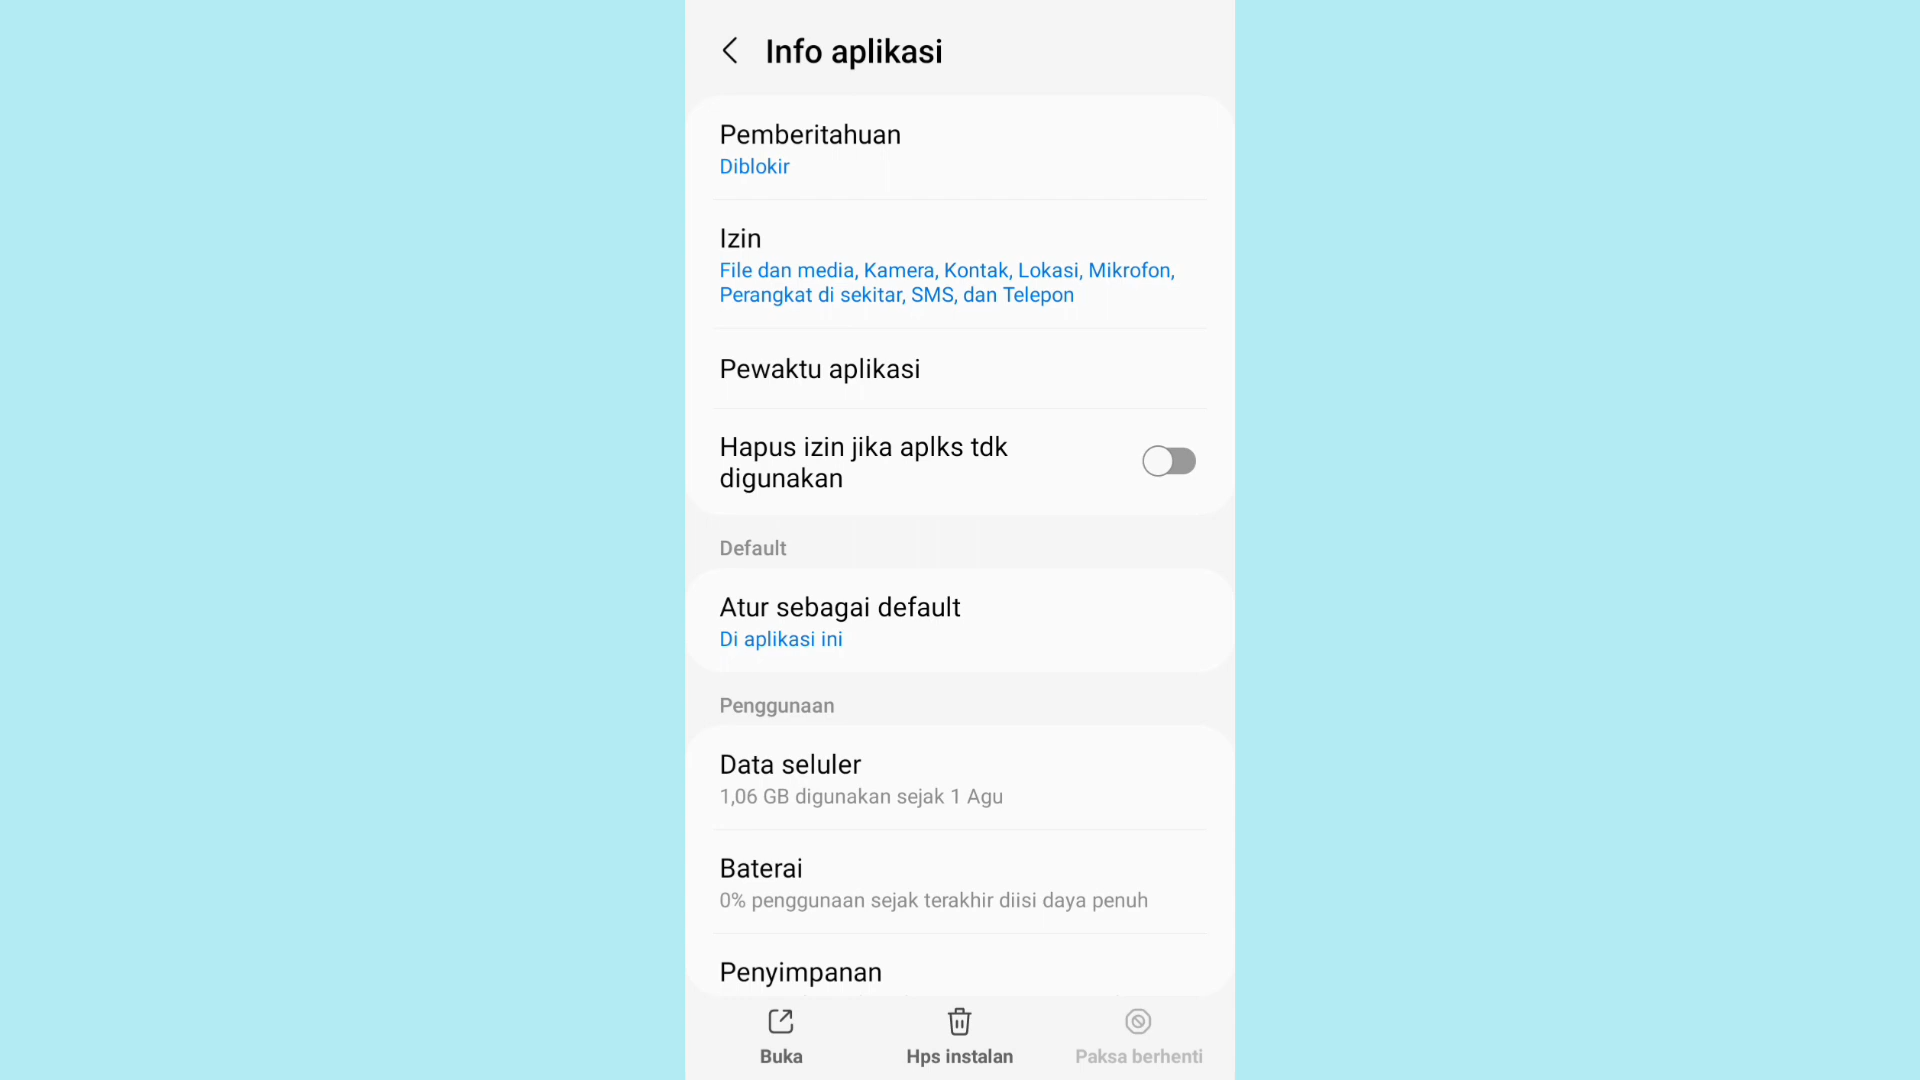 Info aplikasi
Pemberitahuan
Diblokir
Izin
File dan media, Kamera, Kontak, Lokasi, Mikrofon,
Perangkat di sekitar, SMS, dan Telepon
Pewaktu aplikasi
Hapus izin jika aplks tdk
digunakan
Default
Atur sebagai default
Di aplikasi ini
Penggunaan
Data seluler
1,06 GB digunakan sejak 1 Agu
Baterai
0% penggunaan sejak terakhir diisi daya penuh
Penyimpanan
Buka
Hps instalan
Paksa berhenti